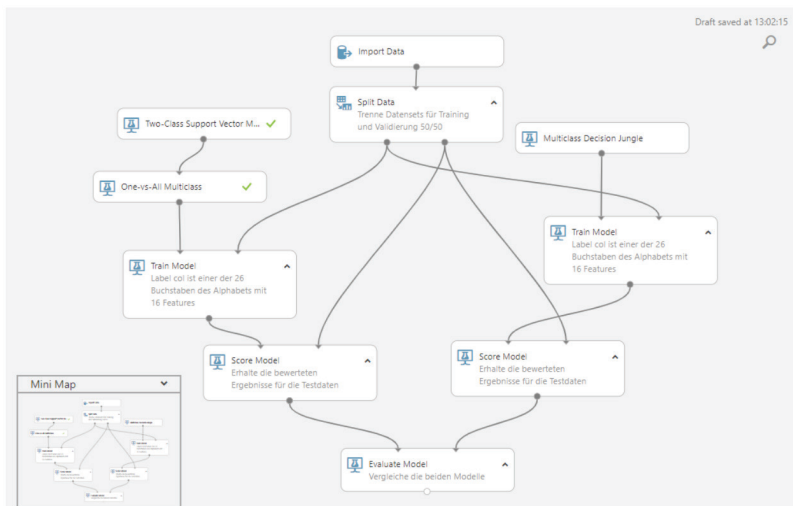 Draft saved at 13:02:15
Import Data
Split Data
Trenne Datensets für Training
und Validierung 50/50
Two-Class Support Vector M...
Multiclass Decision Jungle
One-vs-All Multiclass
Train Model
Label col ist einer der 26
Buchstaben des Alphabets mit
16 Features
Train Model
Label col ist einer der 26
Buchstaben des Alphabets mit
16 Features
Score Model
Erhalte die bewerteten
Ergebnisse für die Testdaten
Score Model
Erhalte die bewerteten
Ergebnisse für die Testdaten
Mini Map
Evaluate Model
Vergleiche die beiden Modelle